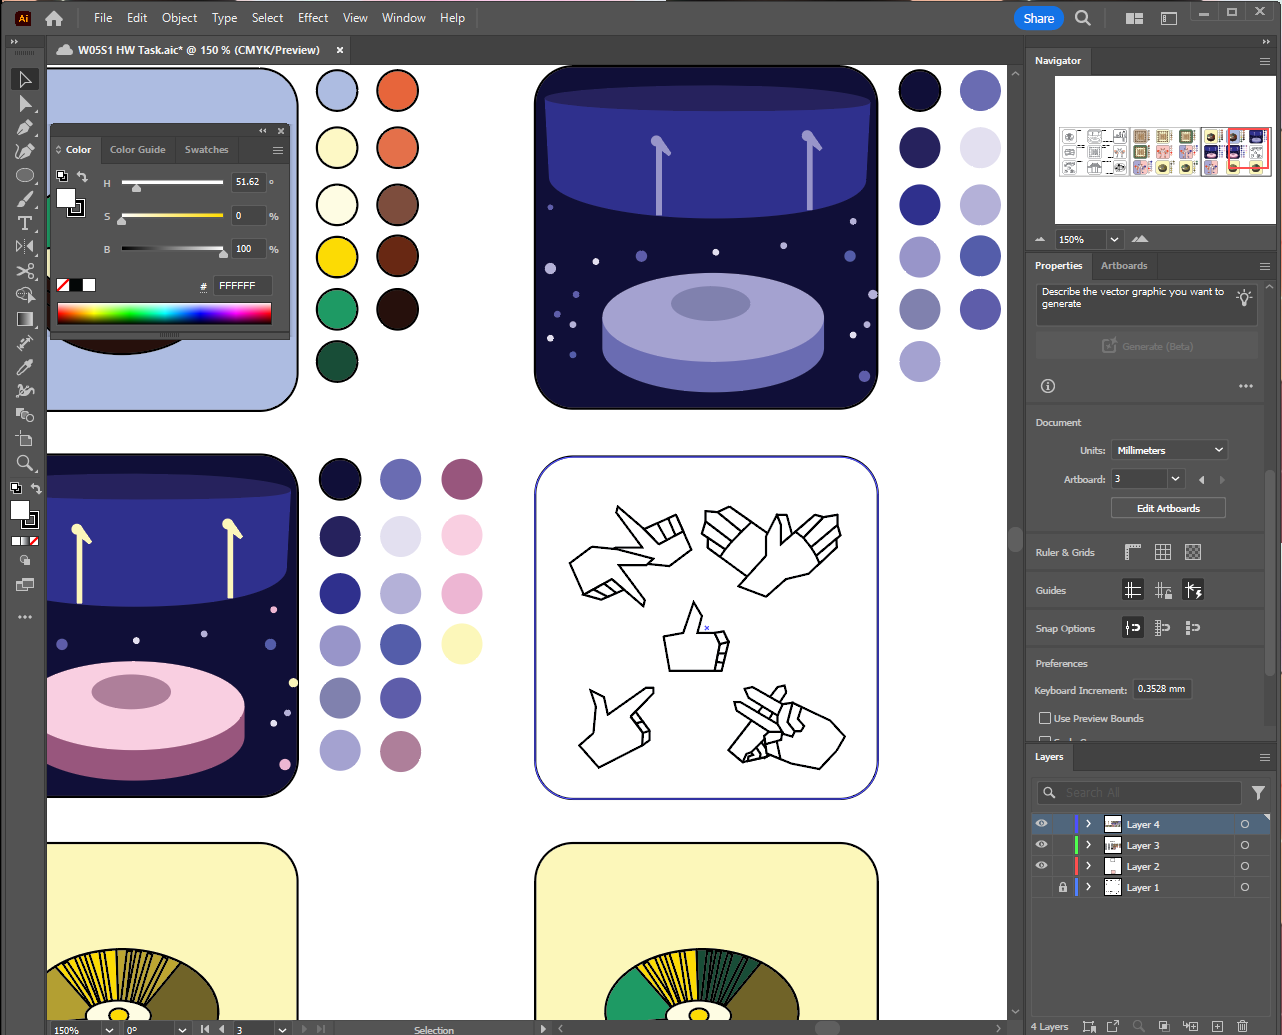 Ai
File Edit Object Type Select Effect View Window Help
Share
W05S1 HW Task.aic* @ 150 % (CMYK/Preview)
Color Color Guide Swatches
H 51.62 °
S 0 %
B 100 %
# FFFFFF
Navigator
150%
Properties Artboards
Describe the vector graphic you want to
generate
Generate (Beta)
Document
Units: Millimeters
Artboard: 3
Edit Artboards
Ruler & Grids
Guides
Snap Options
Preferences
Keyboard Increment: 0.3528 mm
Use Preview Bounds
Layers
Search All
Layer 4
Layer 3
Layer 2
Layer 1
4 Layers
150% 0° 3 Selection